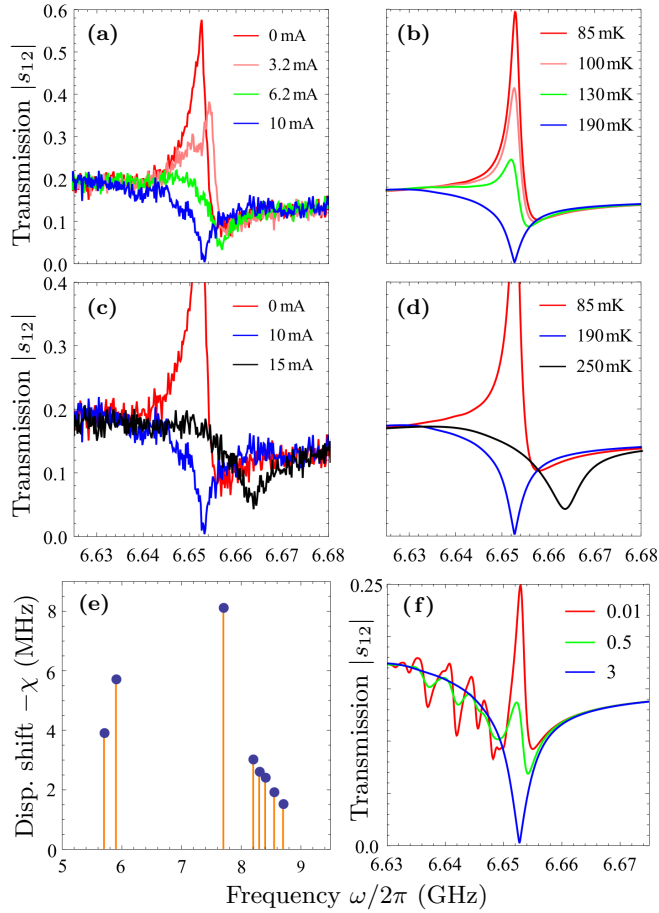 Transmission |s12|
0.6
0.5
0.4
0.3
0.2
0.1
0.0
(a)
0 mA
3.2 mA
6.2 mA
10 mA
(b)
85 mK
100 mK
130 mK
190 mK
Transmission |s12|
0.4
0.3
0.2
0.1
0.0
(c)
0 mA
10 mA
15 mA
6.63 6.64 6.65 6.66 6.67 6.68
(d)
85 mK
190 mK
250 mK
6.63 6.64 6.65 6.66 6.67 6.68
Disp. shift −χ (MHz)
8
6
4
2
0
(e)
5 6 7 8 9
Transmission |s12|
0.25
0.0
(f)
0.01
0.5
3
6.63 6.64 6.65 6.66 6.67
Frequency ω/2π (GHz)